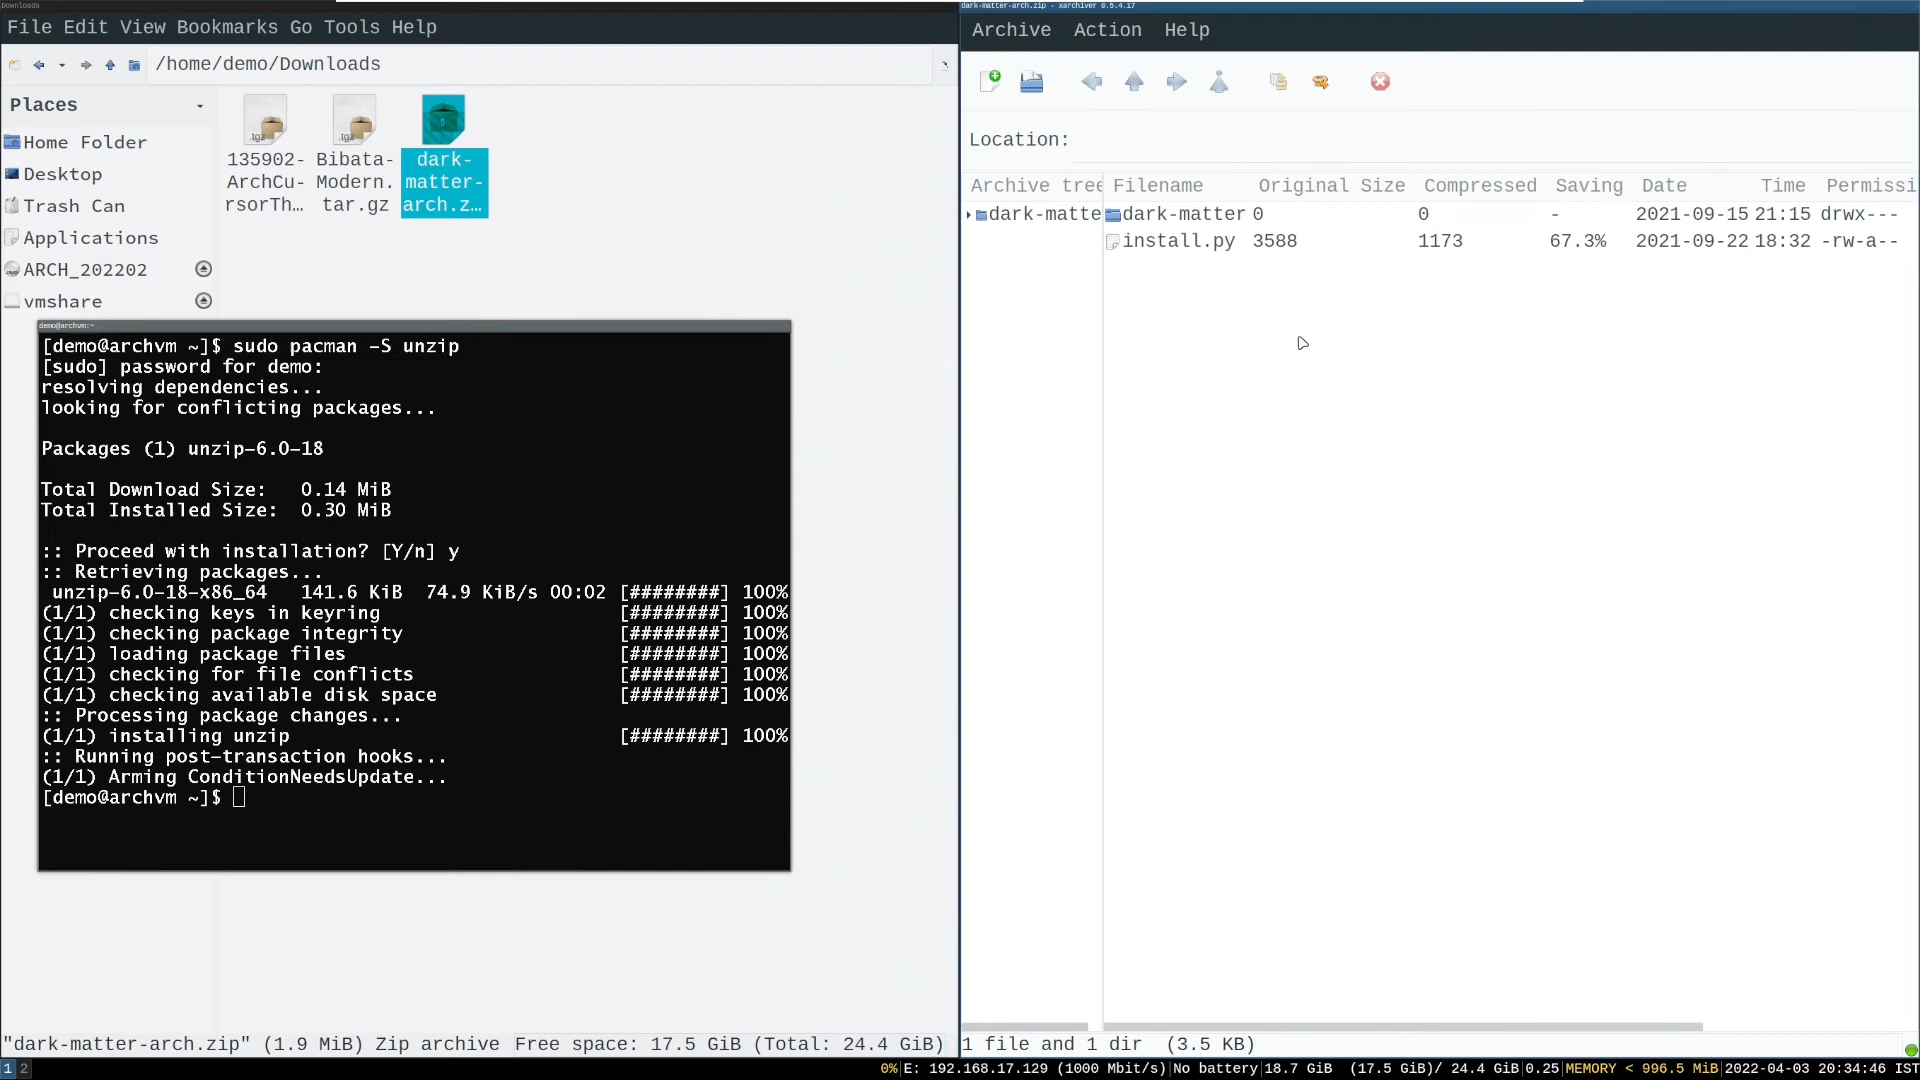 Downloads
File Edit View Bookmarks Go Tools Help
/home/demo/Downloads
Places
Home Folder
Desktop
Trash Can
Applications
ARCH_202202
vmshare
.tgz
135902-
ArchCu-
rsorTh...
.tgz
Bibata-
Modern.
tar.gz
dark-
matter-
arch.z...
demo@archvm:~
[demo@archvm ~]$ sudo pacman -S unzip
[sudo] password for demo:
resolving dependencies...
looking for conflicting packages...
Packages (1) unzip-6.0-18
Total Download Size:   0.14 MiB
Total Installed Size:  0.30 MiB
:: Proceed with installation? [Y/n] y
:: Retrieving packages...
unzip-6.0-18-x86_64   141.6 KiB  74.9 KiB/s 00:02 [########] 100%
(1/1) checking keys in keyring [########] 100%
(1/1) checking package integrity [########] 100%
(1/1) loading package files [########] 100%
(1/1) checking for file conflicts [########] 100%
(1/1) checking available disk space [########] 100%
:: Processing package changes...
(1/1) installing unzip [########] 100%
:: Running post-transaction hooks...
(1/1) Arming ConditionNeedsUpdate...
[demo@archvm ~]$
"dark-matter-arch.zip" (1.9 MiB) Zip archive Free space: 17.5 GiB (Total: 24.4 GiB)
dark-matter-arch.zip - xarchiver 0.5.4.17
Archive Action Help
Location:
Archive tree Filename Original Size Compressed Saving Date Time Permissi
dark-matte dark-matter 0 0 - 2021-09-15 21:15 drwx---
install.py 3588 1173 67.3% 2021-09-22 18:32 -rw-a--
1 file and 1 dir  (3.5 KB)
1 2 0%|E: 192.168.17.129 (1000 Mbit/s)|No battery|18.7 GiB  (17.5 GiB)/ 24.4 GiB|0.25|MEMORY < 996.5 MiB|2022-04-03 20:34:46 IST